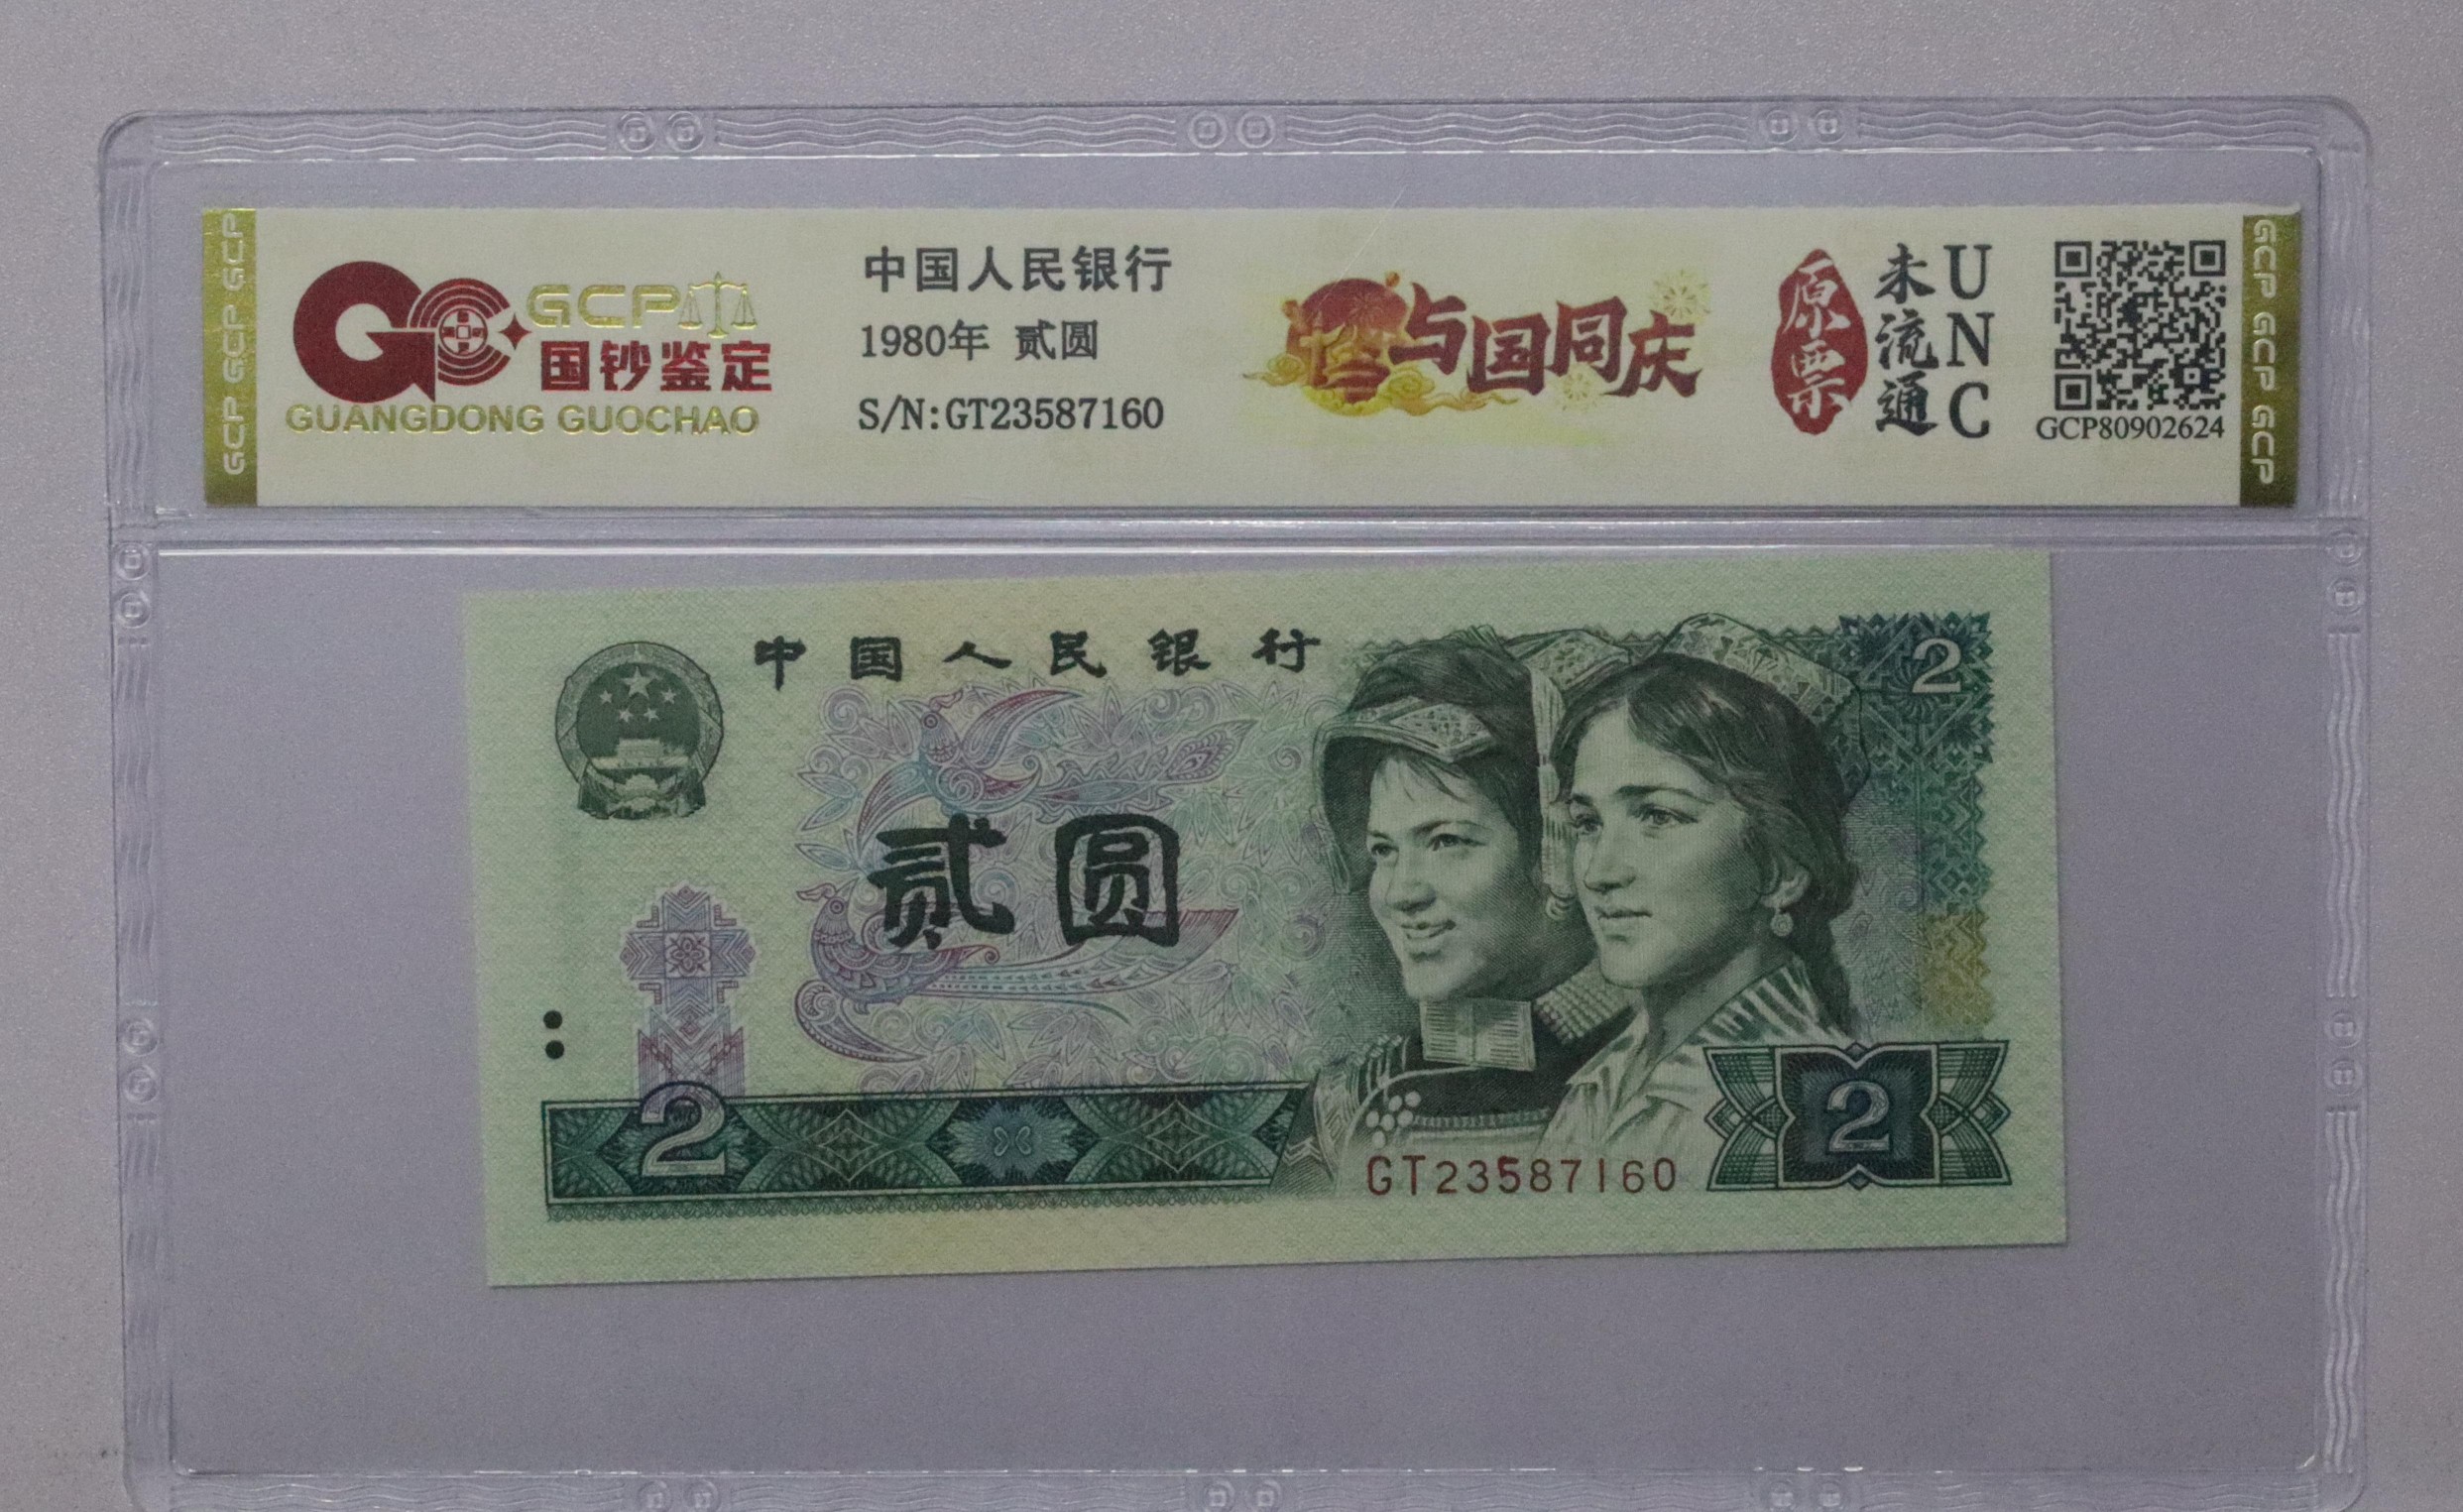 GCP GCP GCP
GCP
国钞鉴定
GUANGDONG GUOCHAO
中国人民银行
1980年 贰圆
S/N:GT23587160
与国同庆
原票
未流通
UNC
GCP80902624
GCP GCP GCP
中国人民银行
2
贰圆
2
GT23587160
2